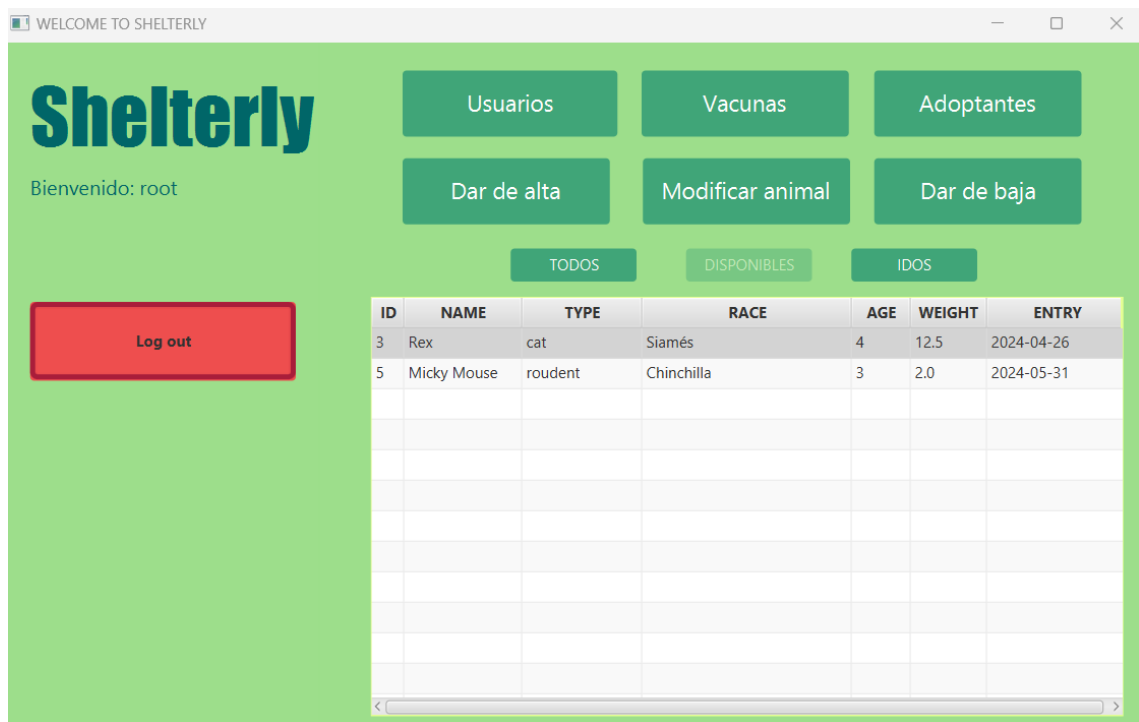 WELCOME TO SHELTERLY
Shelterly
Bienvenido: root
Usuarios Vacunas Adoptantes
Dar de alta Modificar animal Dar de baja
TODOS DISPONIBLES IDOS
Log out
ID NAME TYPE RACE AGE WEIGHT ENTRY
3 Rex cat Siamés 4 12.5 2024-04-26
5 Micky Mouse roudent Chinchilla 3 2.0 2024-05-31